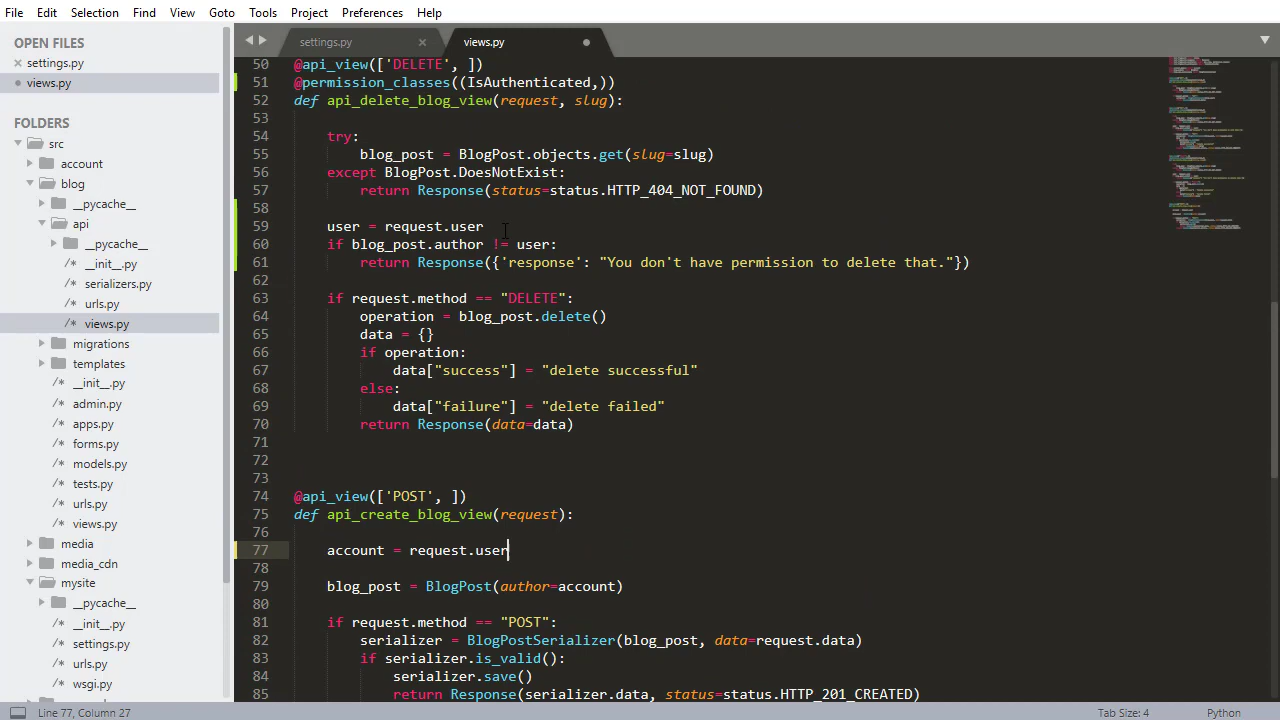 File Edit Selection Find View Goto Tools Project Preferences Help
OPEN FILES
settings.py
views.py
FOLDERS
src
account
blog
__pycache__
api
__pycache__
__init__.py
serializers.py
urls.py
views.py
migrations
templates
__init__.py
admin.py
apps.py
forms.py
models.py
tests.py
urls.py
views.py
media
media_cdn
mysite
__pycache__
__init__.py
settings.py
urls.py
wsgi.py
settings.py views.py
50 @api_view(['DELETE', ])
51 @permission_classes((IsAuthenticated,))
52 def api_delete_blog_view(request, slug):
53
54 try:
55 blog_post = BlogPost.objects.get(slug=slug)
56 except BlogPost.DoesNotExist:
57 return Response(status=status.HTTP_404_NOT_FOUND)
58
59 user = request.user
60 if blog_post.author != user:
61 return Response({'response': "You don't have permission to delete that."})
62
63 if request.method == "DELETE":
64 operation = blog_post.delete()
65 data = {}
66 if operation:
67 data["success"] = "delete successful"
68 else:
69 data["failure"] = "delete failed"
70 return Response(data=data)
71
72
73
74 @api_view(['POST', ])
75 def api_create_blog_view(request):
76
77 account = request.user
78
79 blog_post = BlogPost(author=account)
80
81 if request.method == "POST":
82 serializer = BlogPostSerializer(blog_post, data=request.data)
83 if serializer.is_valid():
84 serializer.save()
85 return Response(serializer.data, status=status.HTTP_201_CREATED)
Line 77, Column 27
Tab Size: 4
Python